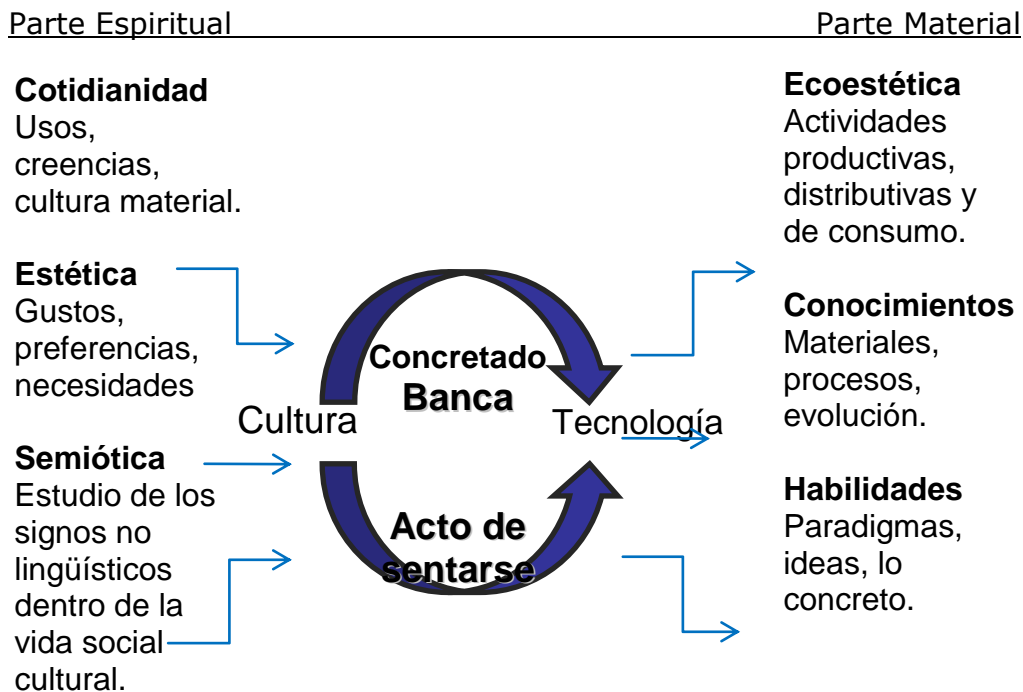 Parte Espiritual
Parte Material
Cotidianidad
Usos,
creencias,
cultura material.
Estética
Gustos,
preferencias,
necesidades
Semiótica
Estudio de los
signos no
lingüísticos
dentro de la
vida social
cultural.
Cultura
Concretado
Banca
Acto de
sentarse
Tecnología
Ecoestética
Actividades
productivas,
distributivas y
de consumo.
Conocimientos
Materiales,
procesos,
evolución.
Habilidades
Paradigmas,
ideas, lo
concreto.